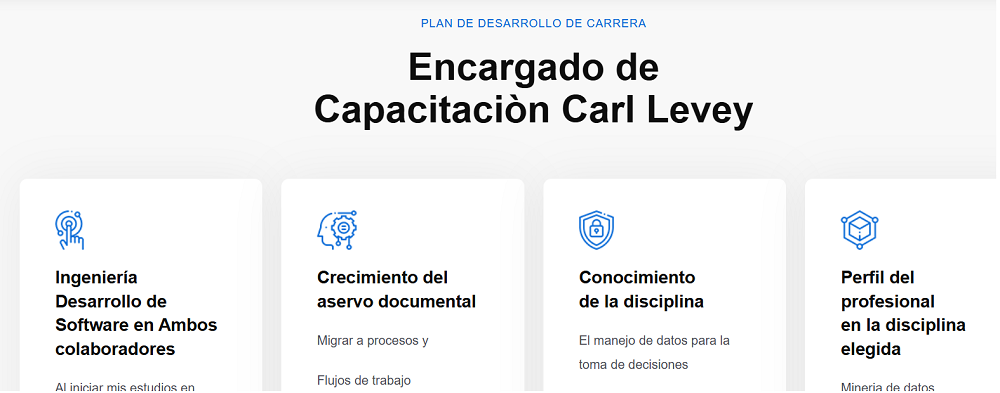 PLAN DE DESARROLLO DE CARRERA
Encargado de
Capacitaciòn Carl Levey
Ingeniería
Desarrollo de
Software en Ambos
colaboradores
Al iniciar mis estudios en
Crecimiento del
aservo documental
Migrar a procesos y
Flujos de trabajo
Conocimiento
de la disciplina
El manejo de datos para la
toma de decisiones
Perfil del
profesional
en la disciplina
elegida
Mineria de datos